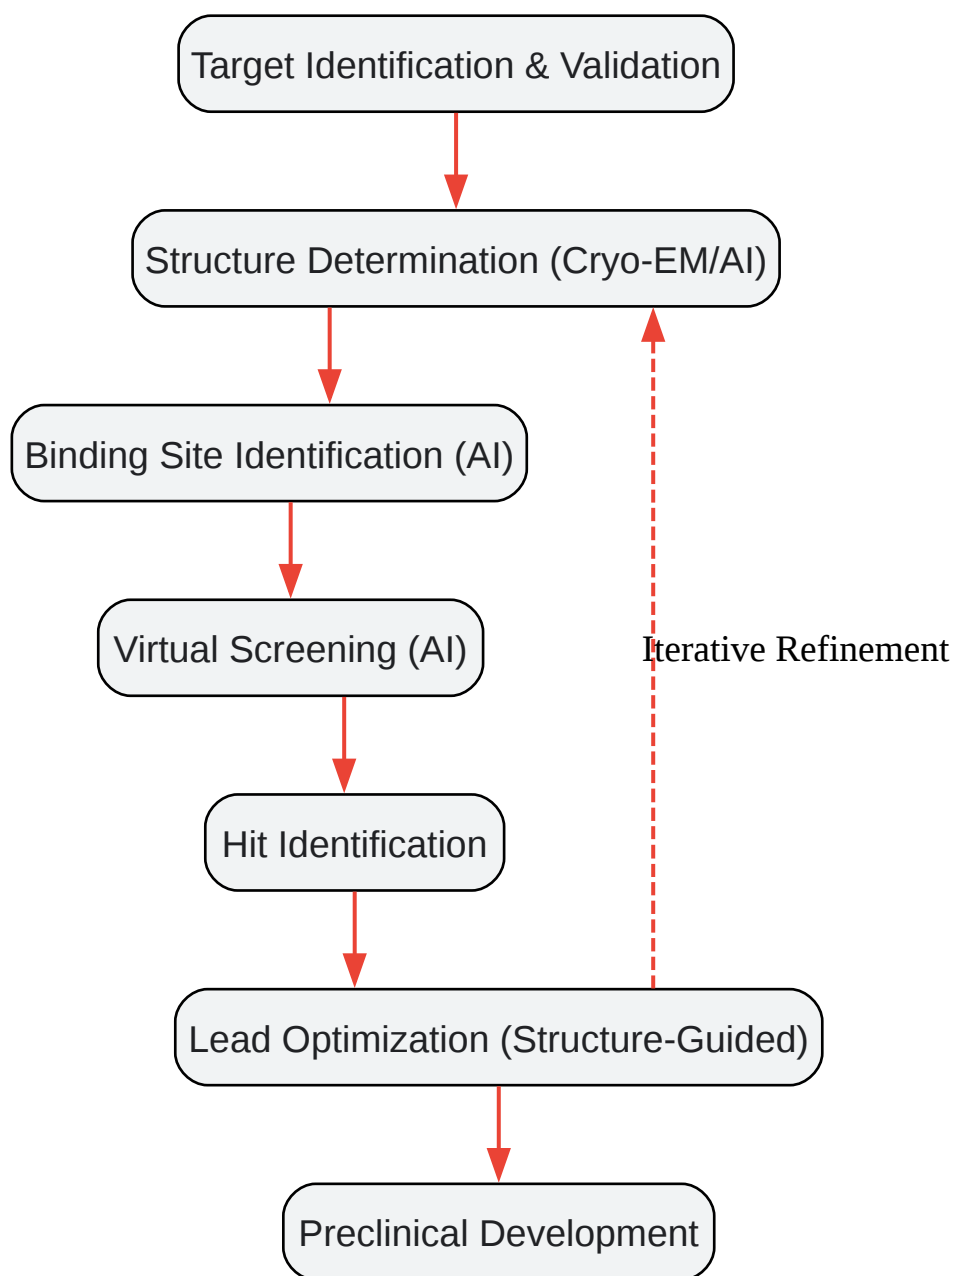 Target Identification & Validation
Structure Determination (Cryo-EM/AI)
Binding Site Identification (AI)
Virtual Screening (AI)
Iterative Refinement
Hit Identification
Lead Optimization (Structure-Guided)
Preclinical Development